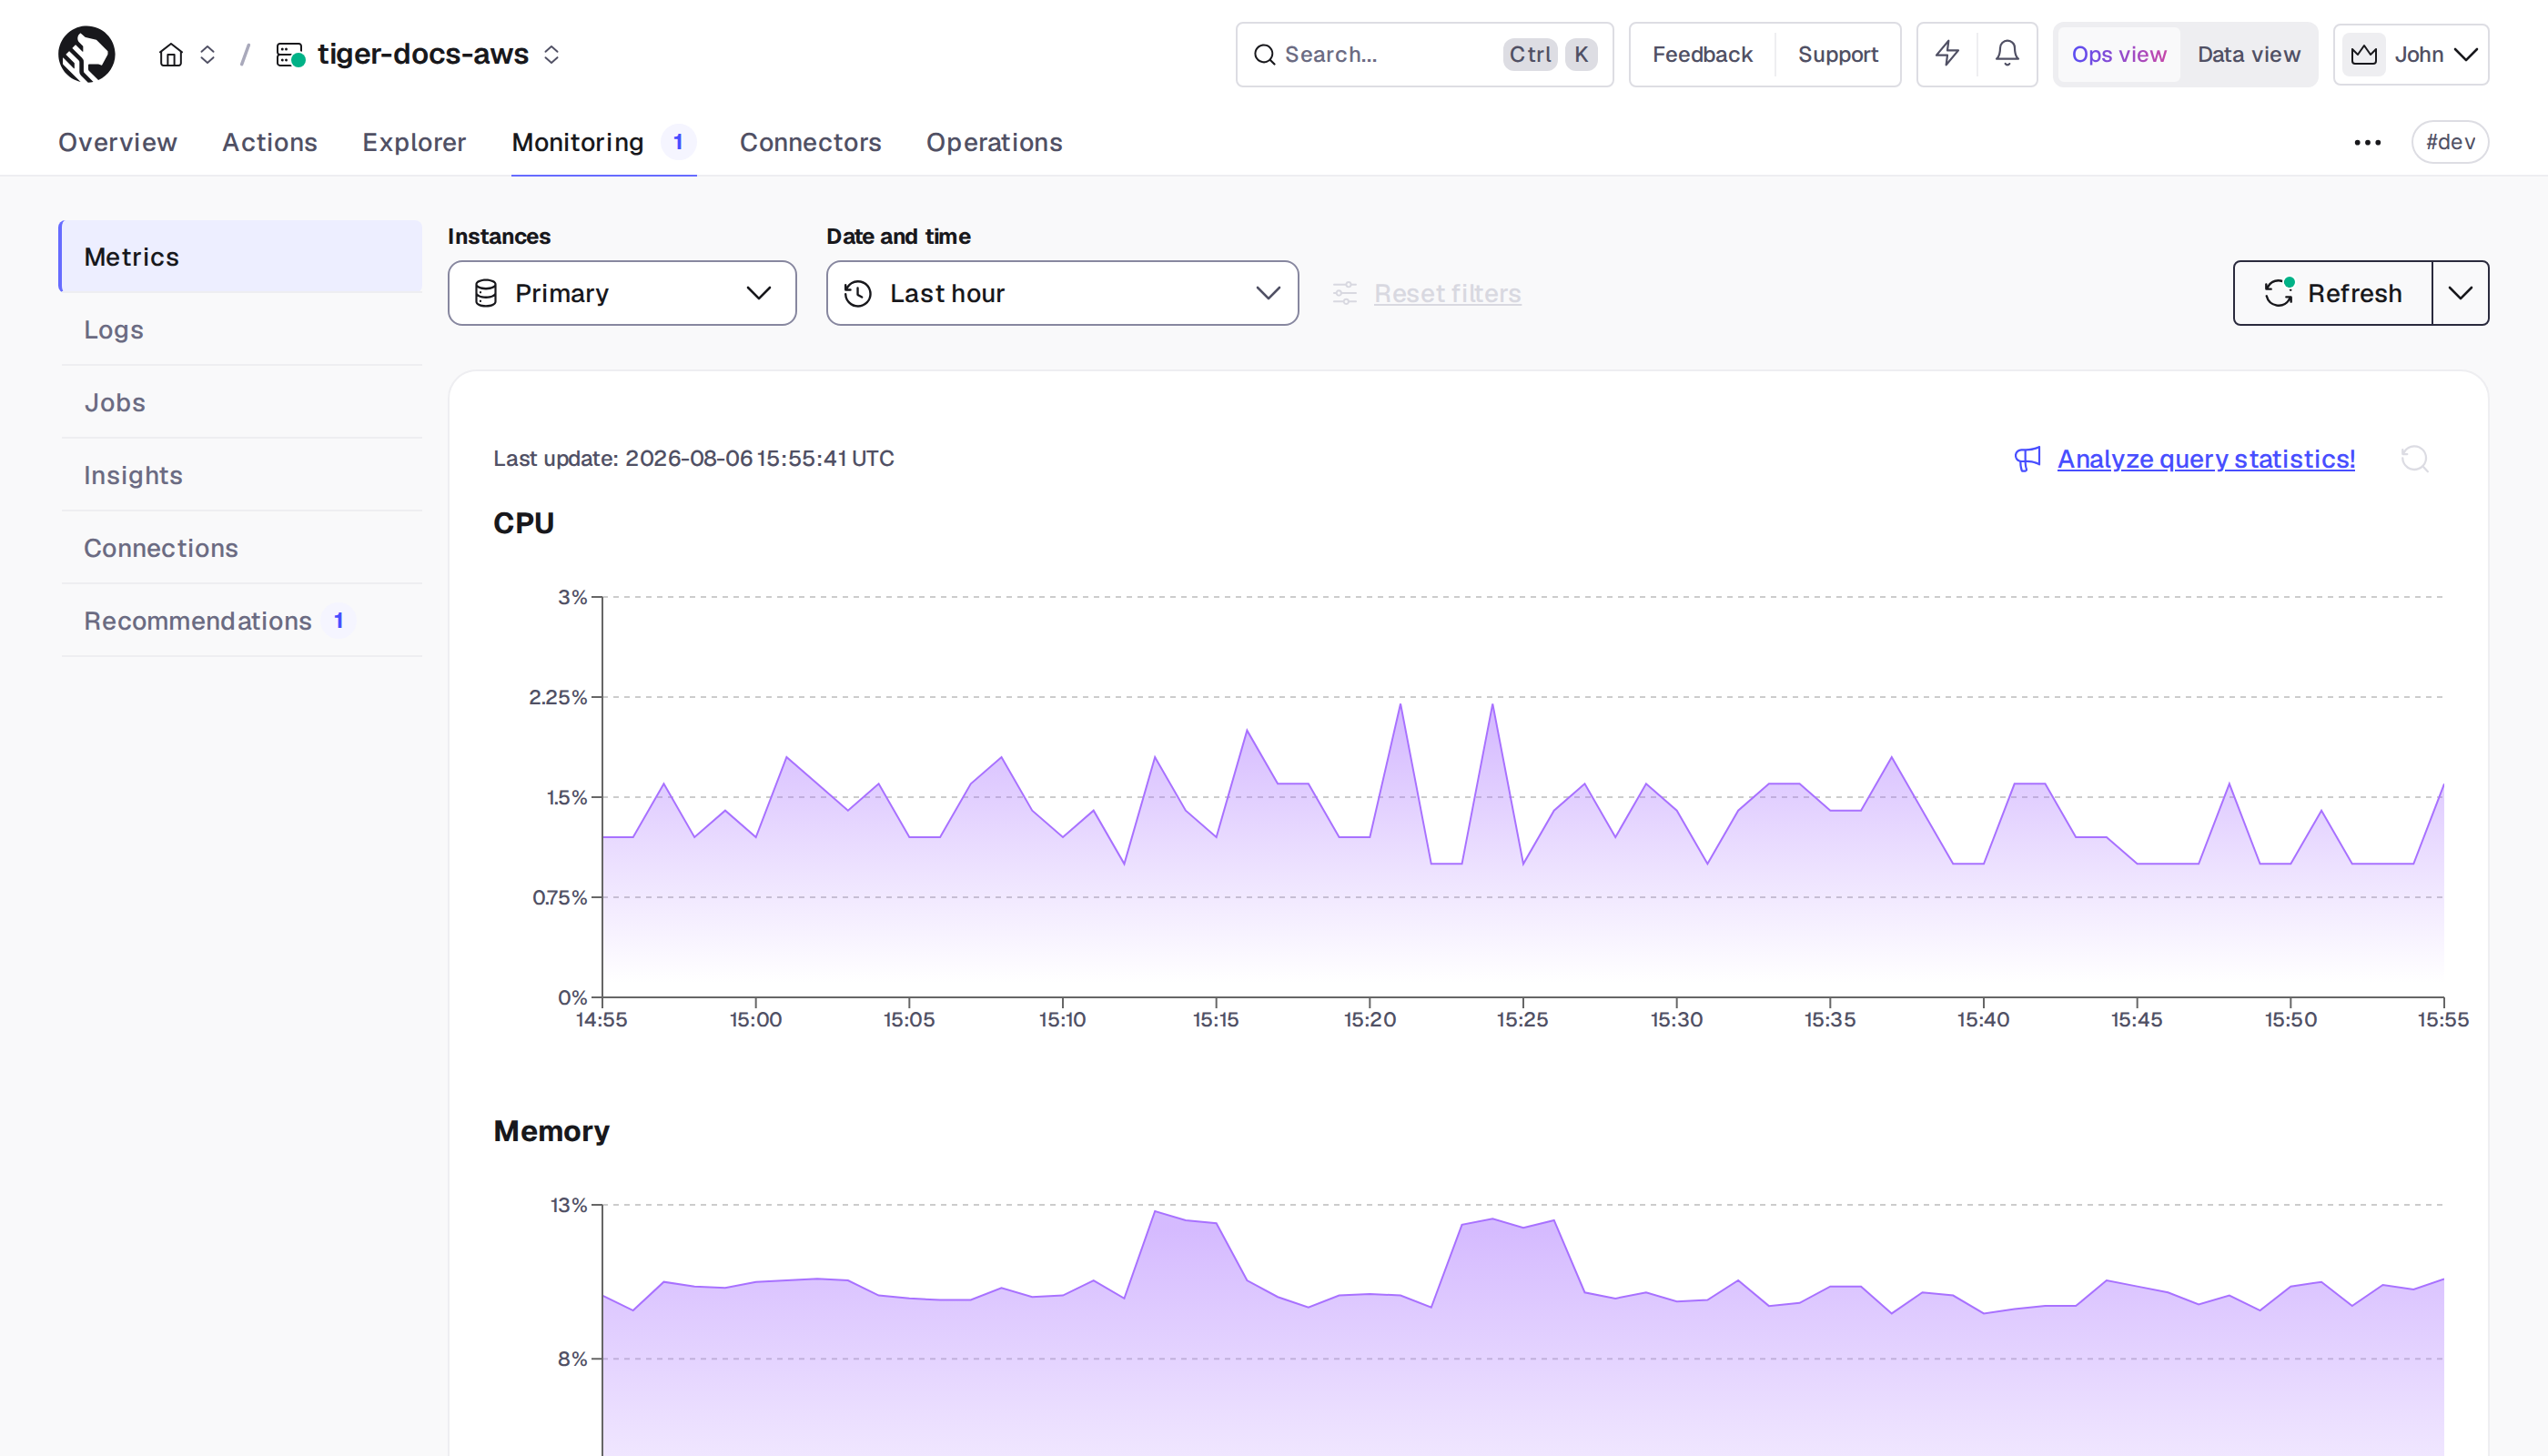 / tiger-docs-aws Search... Ctrl K Feedback Support Ops view Data view John
Overview Actions Explorer Monitoring 1 Connectors Operations ... #dev
Metrics
Logs
Jobs
Insights
Connections
Recommendations 1
Instances
Primary
Date and time
Last hour
Reset filters
Refresh
Last update: 2026-08-06 15:55:41 UTC
Analyze query statistics!
CPU
3%
2.25%
1.5%
0.75%
0%
14:55 15:00 15:05 15:10 15:15 15:20 15:25 15:30 15:35 15:40 15:45 15:50 15:55
Memory
13%
8%